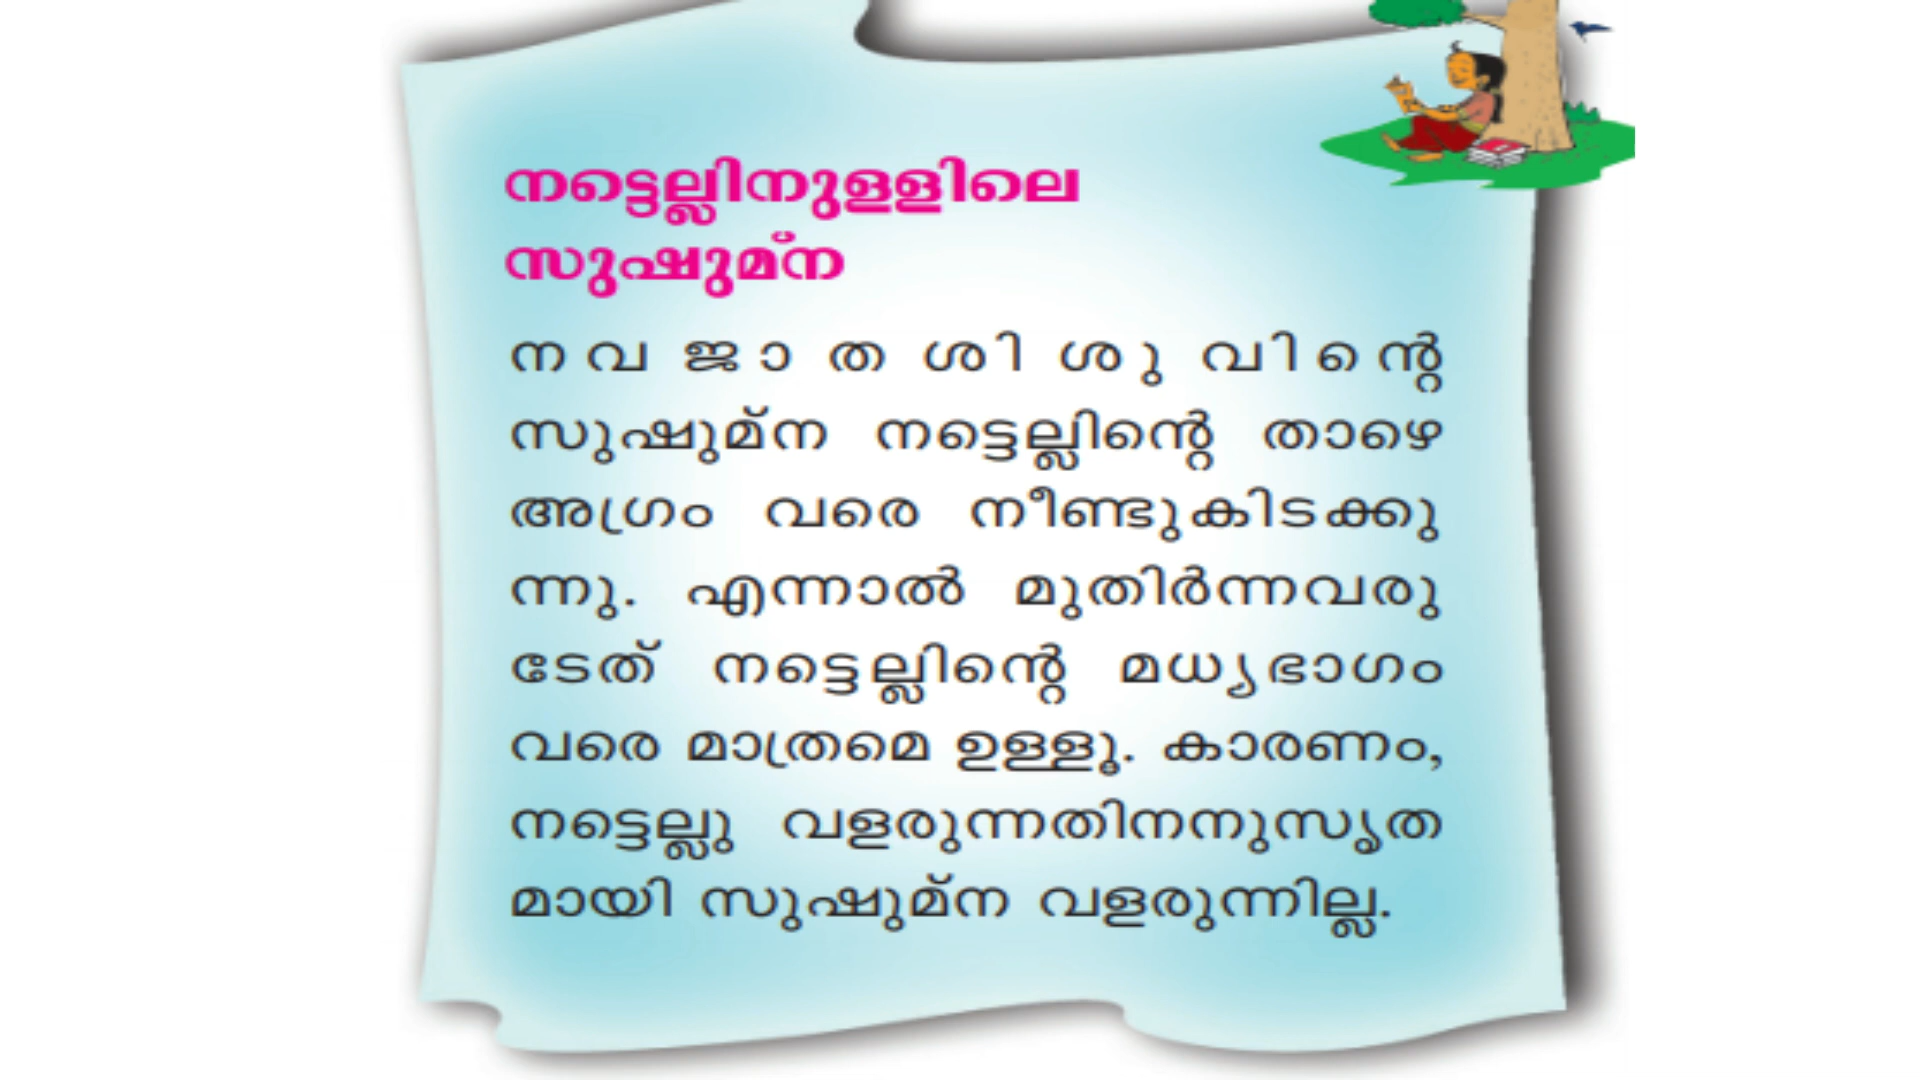 നട്ടെല്ലിനുള്ളിലെ
സുഷുമ്ന
നവജാതശിശുവിന്റെ
സുഷുമ്ന നട്ടെല്ലിന്റെ താഴെ
അഗ്രം വരെ നീണ്ടുകിടക്കു
ന്നു. എന്നാൽ മുതിർന്നവരു
ടേത് നട്ടെല്ലിന്റെ മധ്യഭാഗം
വരെ മാത്രമെ ഉള്ളൂ. കാരണം,
നട്ടെല്ലു വളരുന്നതിനനുസൃത
മായി സുഷുമ്ന വളരുന്നില്ല.